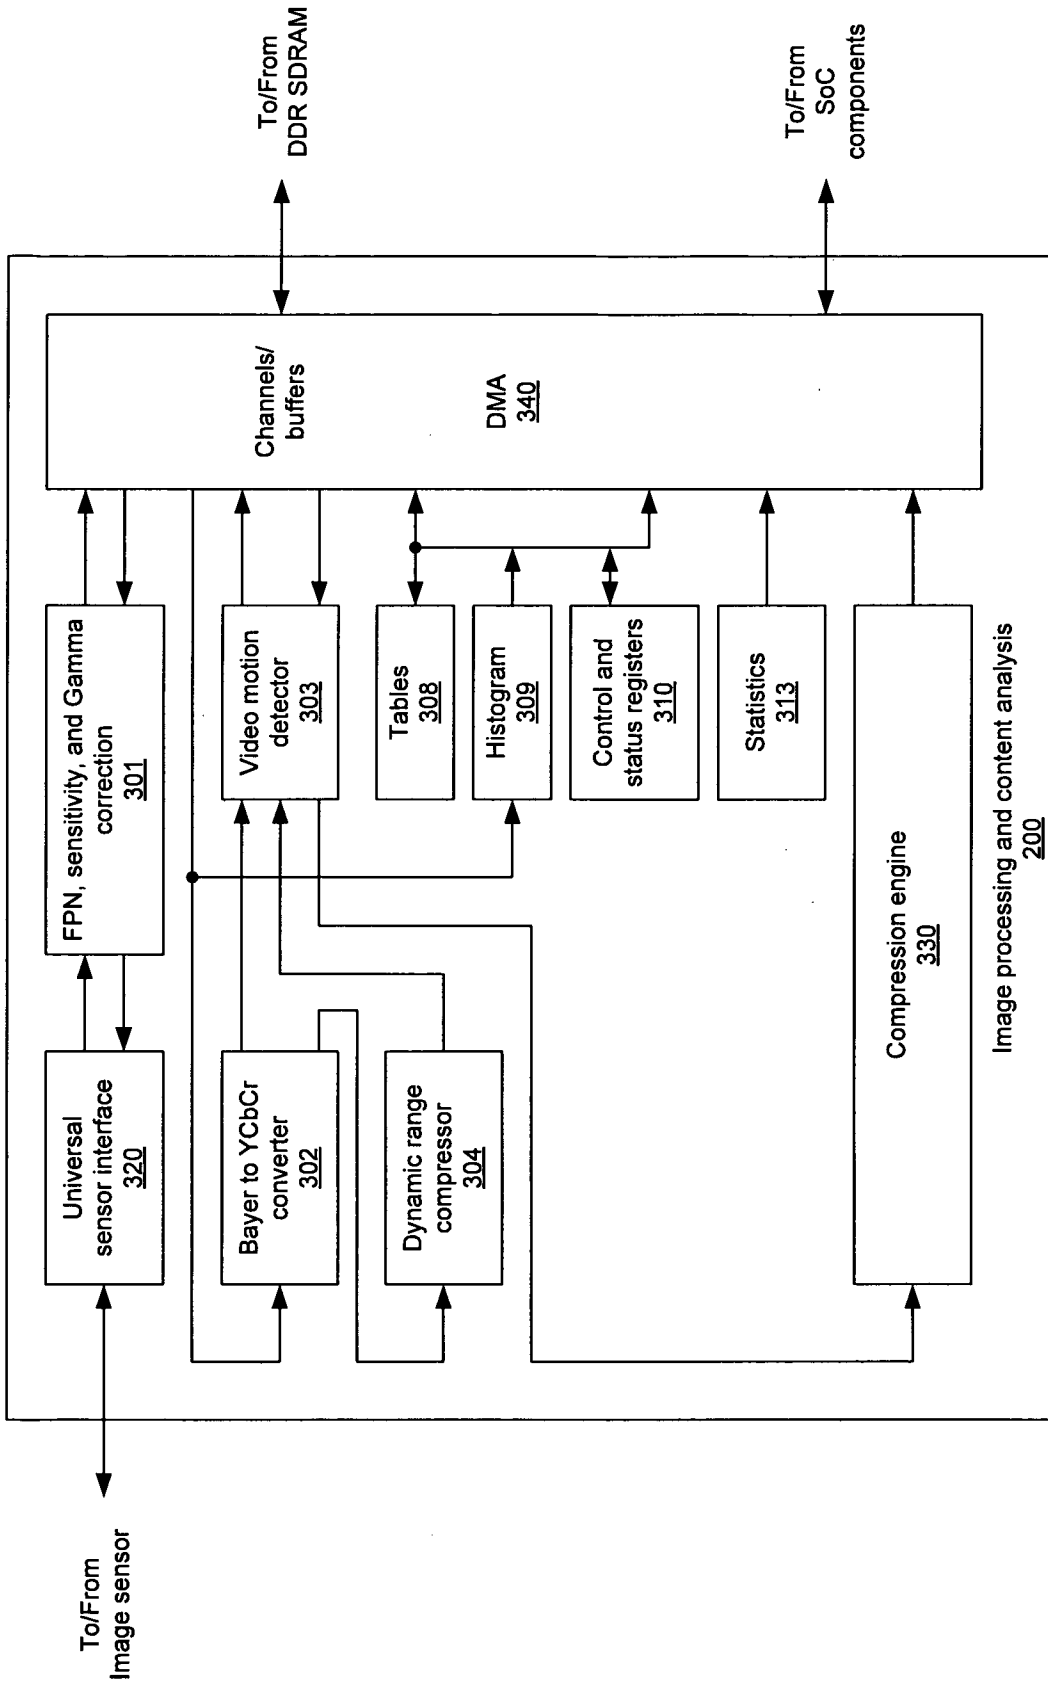 To/From
Image sensor
Universal
sensor interface
320
FPN, sensitivity, and Gamma
correction
301
Bayer to YCbCr
converter
302
Video motion
detector
303
Dynamic range
compressor
304
Tables
308
Histogram
309
Control and
status registers
310
Statistics
313
Compression engine
330
Channels/
buffers
DMA
340
To/From
DDR SDRAM
To/From
SoC
components
Image processing and content analysis
200